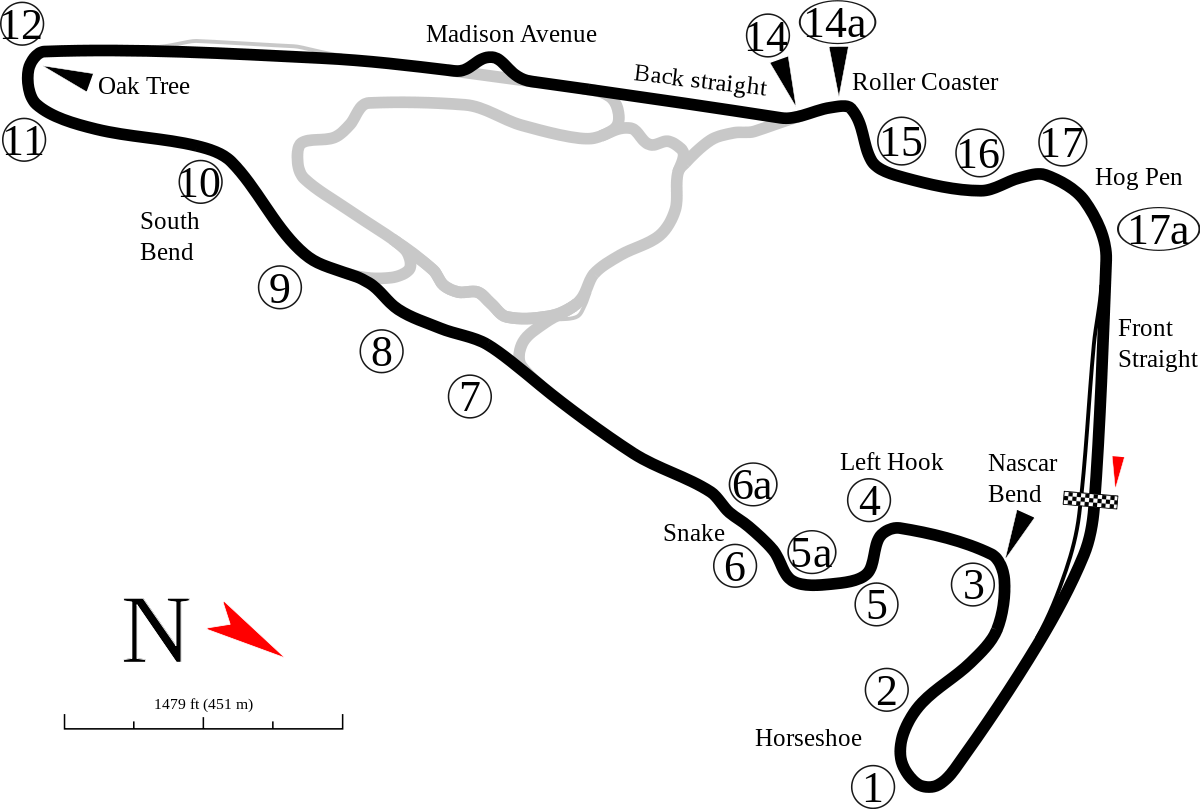 12
Madison Avenue
14
14a
Oak Tree
Back straight
Roller Coaster
11
15
16
17
10
Hog Pen
South
Bend
17a
9
Front
Straight
8
7
6a
Left Hook
4
Nascar
Bend
Snake
5a
6
3
5
N
2
1479 ft (451 m)
Horseshoe
1